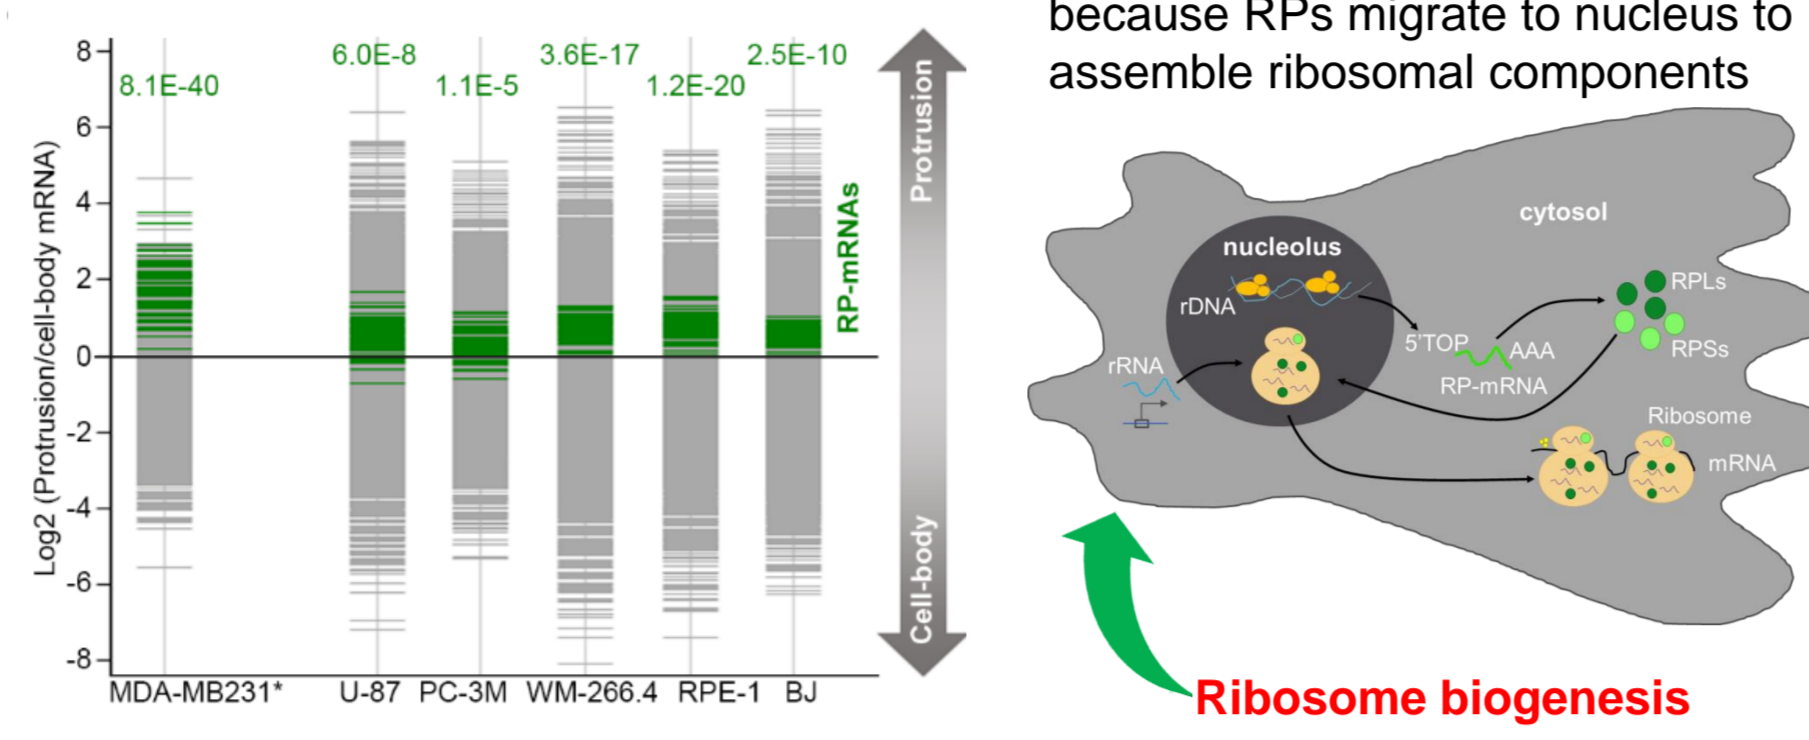 because RPs migrate to nucleus to
assemble ribosomal components
Log2 (Protrusion/cell-body mRNA)
8
6
4
2
0
-2
-4
-6
-8
8.1E-40
6.0E-8
1.1E-5
3.6E-17
1.2E-20
2.5E-10
MDA-MB231*
U-87
PC-3M
WM-266.4
RPE-1
BJ
RP-mRNAs
Protrusion
Cell-body
cytosol
nucleolus
rDNA
rRNA
5'TOP
AAA
RP-mRNA
RPLs
RPSs
Ribosome
mRNA
Ribosome biogenesis